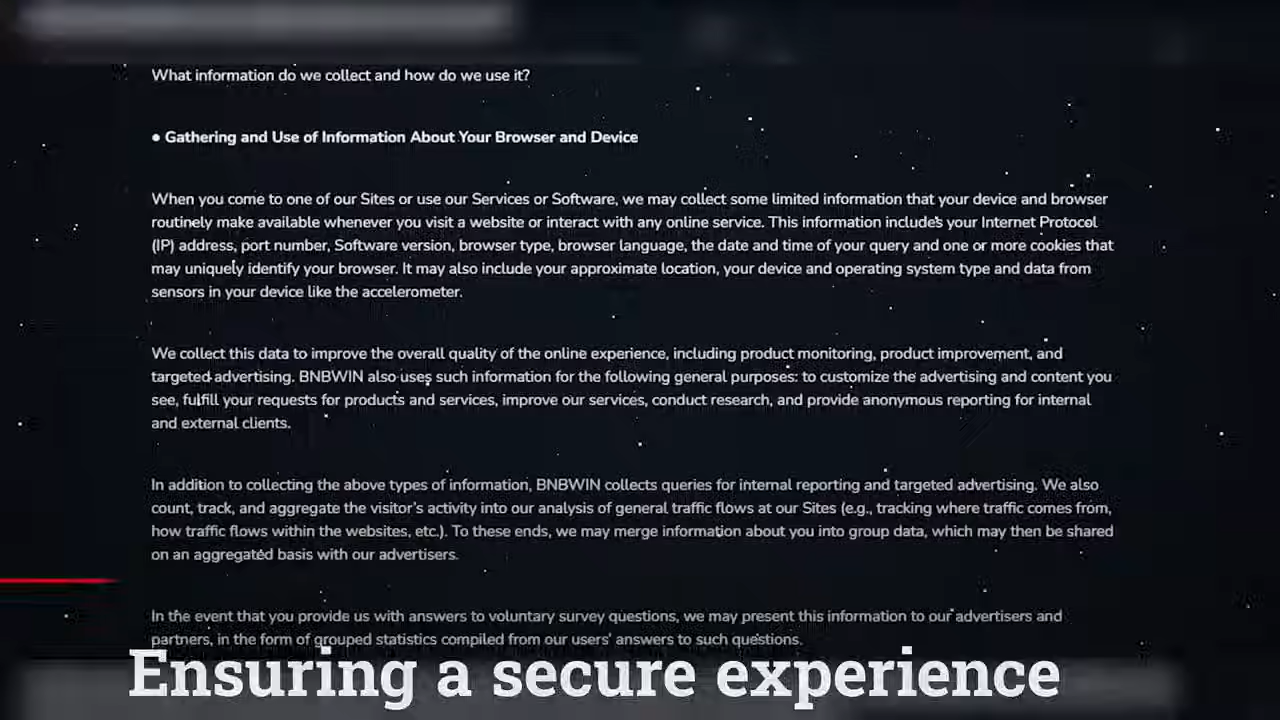 What information do we collect and how do we use it?
● Gathering and Use of Information About Your Browser and Device
When you come to one of our Sites or use our Services or Software, we may collect some limited information that your device and browser
routinely make available whenever you visit a website or interact with any online service. This information includes your Internet Protocol
(IP) address, port number, Software version, browser type, browser language, the date and time of your query and one or more cookies that
may uniquely identify your browser. It may also include your approximate location, your device and operating system type and data from
sensors in your device like the accelerometer.
We collect this data to improve the overall quality of the online experience, including product monitoring, product improvement, and
targeted advertising. BNBWIN also uses such information for the following general purposes: to customize the advertising and content you
see, fulfill your requests for products and services, improve our services, conduct research, and provide anonymous reporting for internal
and external clients.
In addition to collecting the above types of information, BNBWIN collects queries for internal reporting and targeted advertising. We also
count, track, and aggregate the visitor's activity into our analysis of general traffic flows at our Sites (e.g., tracking where traffic comes from,
how traffic flows within the websites, etc.). To these ends, we may merge information about you into group data, which may then be shared
on an aggregated basis with our advertisers.
In the event that you provide us with answers to voluntary survey questions, we may present this information to our advertisers and
partners, in the form of grouped statistics compiled from our users' answers to such questions.
Ensuring a secure experience